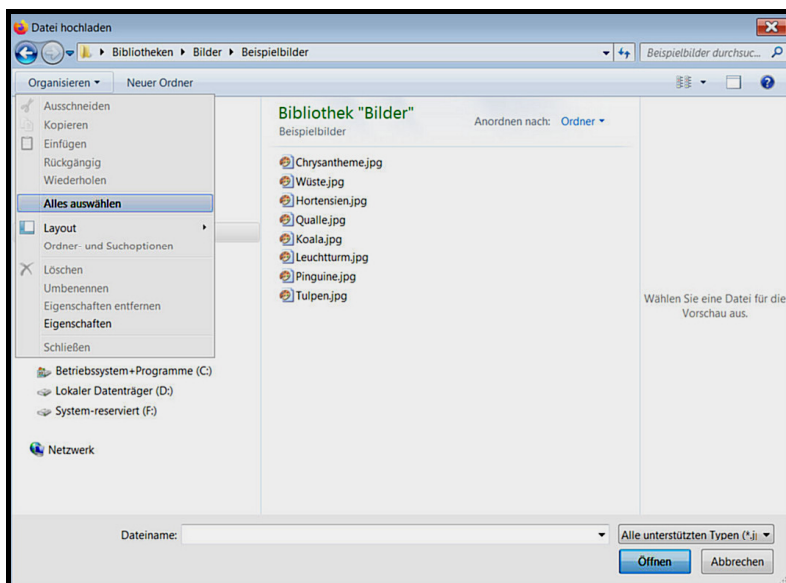 Datei hochladen
Bibliotheken Bilder Beispielbilder
Beispielbilder durchsuc...
Organisieren Neuer Ordner
Ausschneiden
Kopieren
Einfügen
Rückgängig
Wiederholen
Alles auswählen
Layout
Ordner- und Suchoptionen
Löschen
Umbenennen
Eigenschaften entfernen
Eigenschaften
Schließen
Betriebssystem+Programme (C:)
Lokaler Datenträger (D:)
System-reserviert (F:)
Netzwerk
Bibliothek "Bilder"
Beispielbilder
Anordnen nach: Ordner
Chrysantheme.jpg
Wüste.jpg
Hortensien.jpg
Qualle.jpg
Koala.jpg
Leuchtturm.jpg
Pinguine.jpg
Tulpen.jpg
Wählen Sie eine Datei für die
Vorschau aus.
Dateiname:
Alle unterstützten Typen (*.j
Öffnen Abbrechen